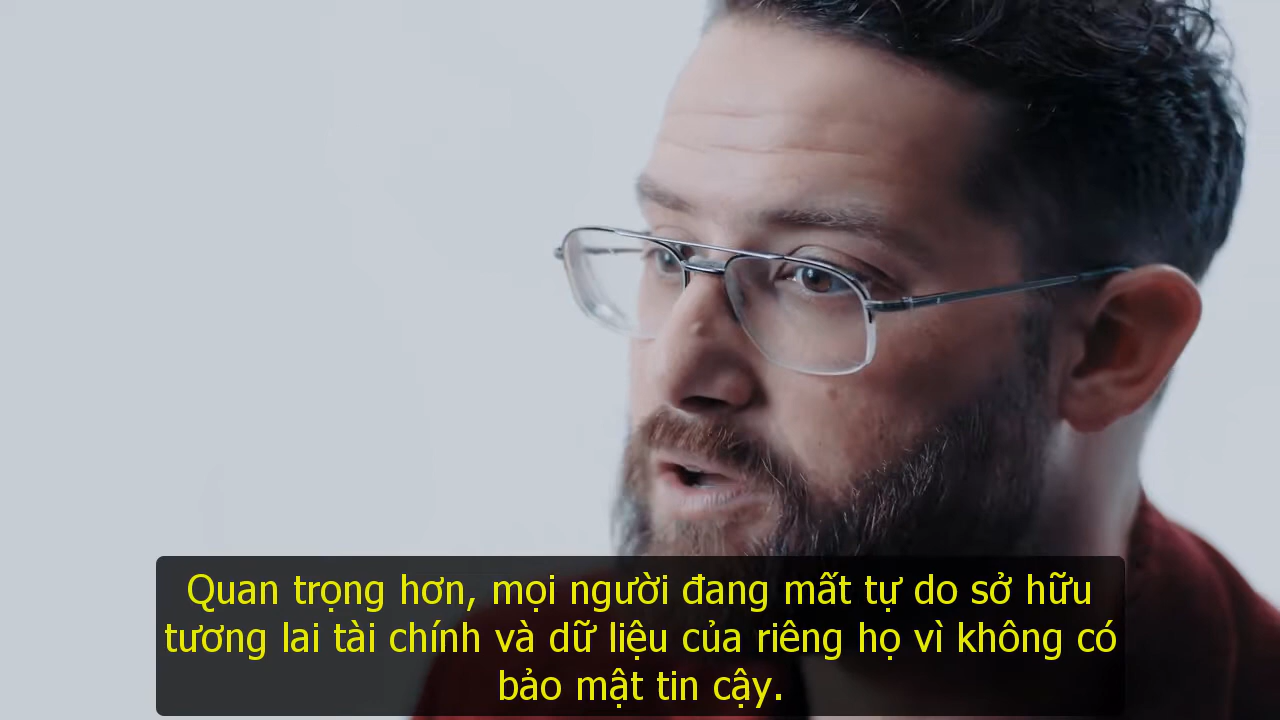 Quan trọng hơn, mọi người đang mất tự do sở hữu
tương lai tài chính và dữ liệu của riêng họ vì không có
bảo mật tin cậy.